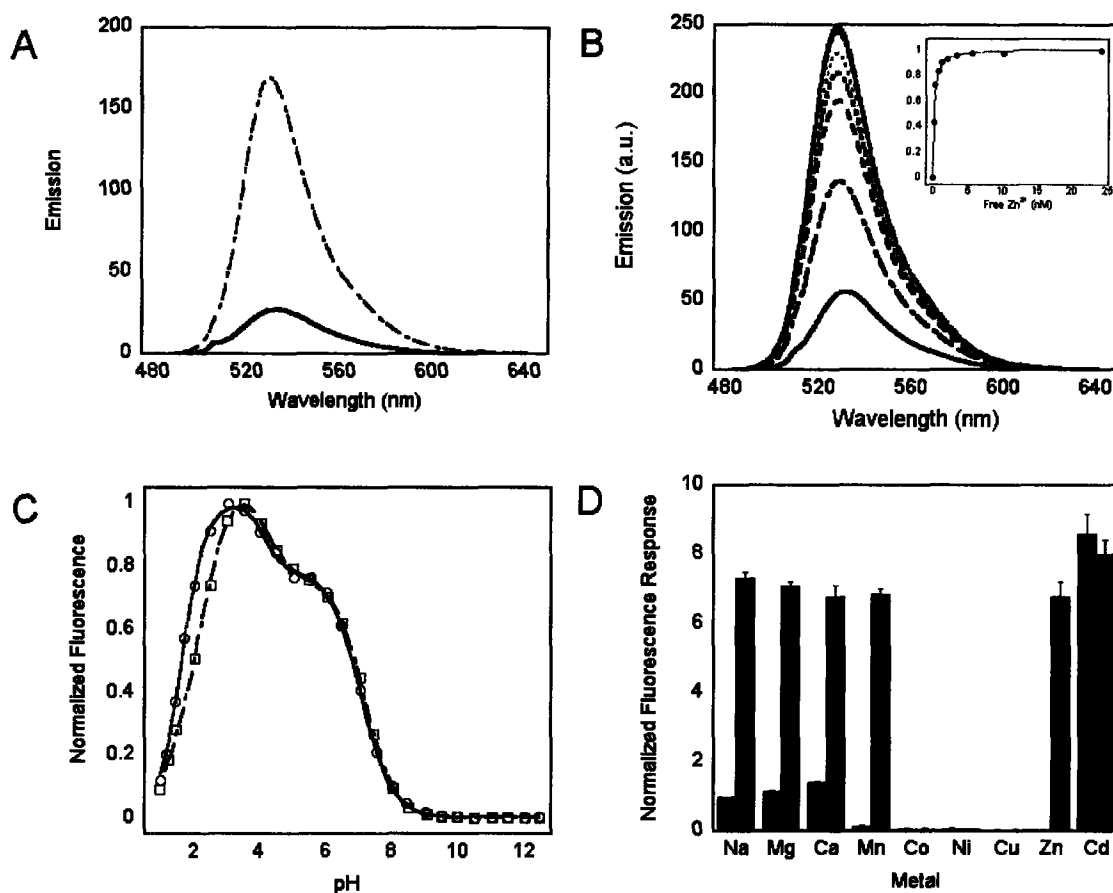 A
200
150
100
50
0
Emission
480 520 560 600 640
Wavelength (nm)
B
250
200
150
100
50
0
Emission (a.u.)
480 520 560 600 640
Wavelength (nm)
1
0.8
0.6
0.4
0.2
0
0 5 10 15 20 25
Free Zn²⁺ (nM)
C
1
0.8
0.6
0.4
0.2
0
Normalized Fluorescence
2 4 6 8 10 12
pH
D
10
8
6
4
2
0
Normalized Fluorescence Response
Na Mg Ca Mn Co Ni Cu Zn Cd
Metal